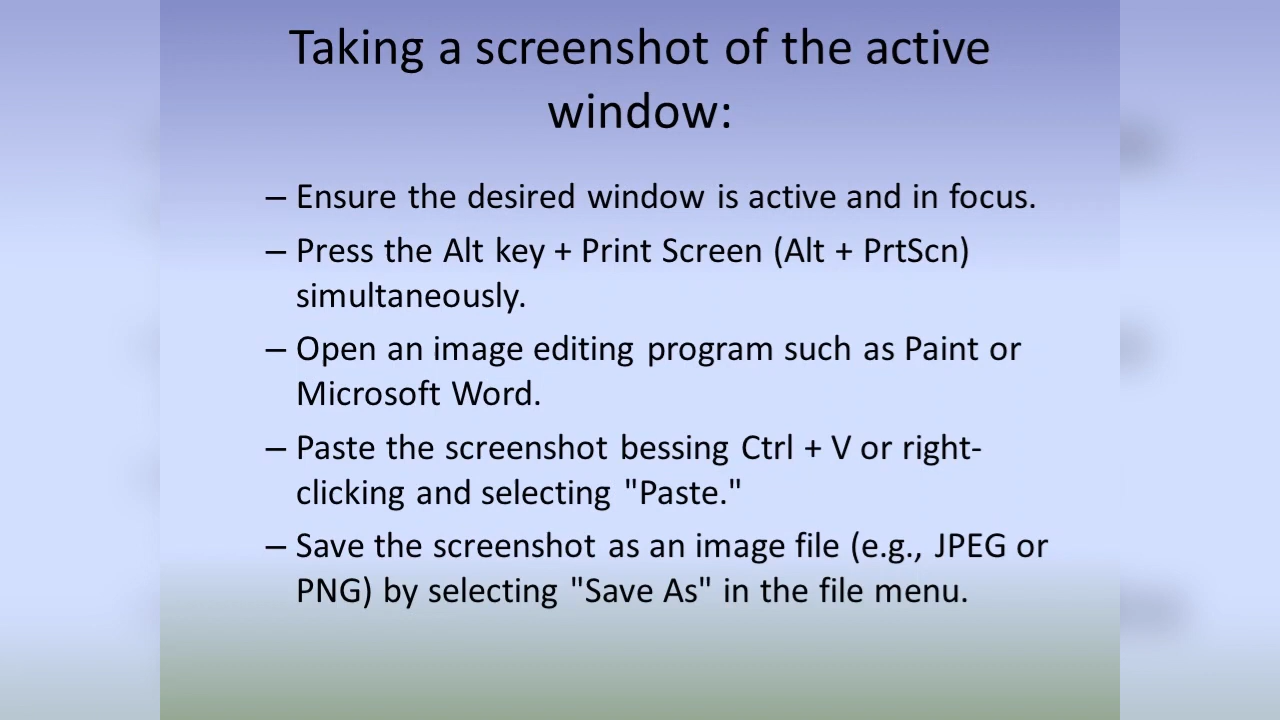 Taking a screenshot of the active
window:
– Ensure the desired window is active and in focus.
– Press the Alt key + Print Screen (Alt + PrtScn)
simultaneously.
– Open an image editing program such as Paint or
Microsoft Word.
– Paste the screenshot bessing Ctrl + V or right-
clicking and selecting "Paste."
– Save the screenshot as an image file (e.g., JPEG or
PNG) by selecting "Save As" in the file menu.